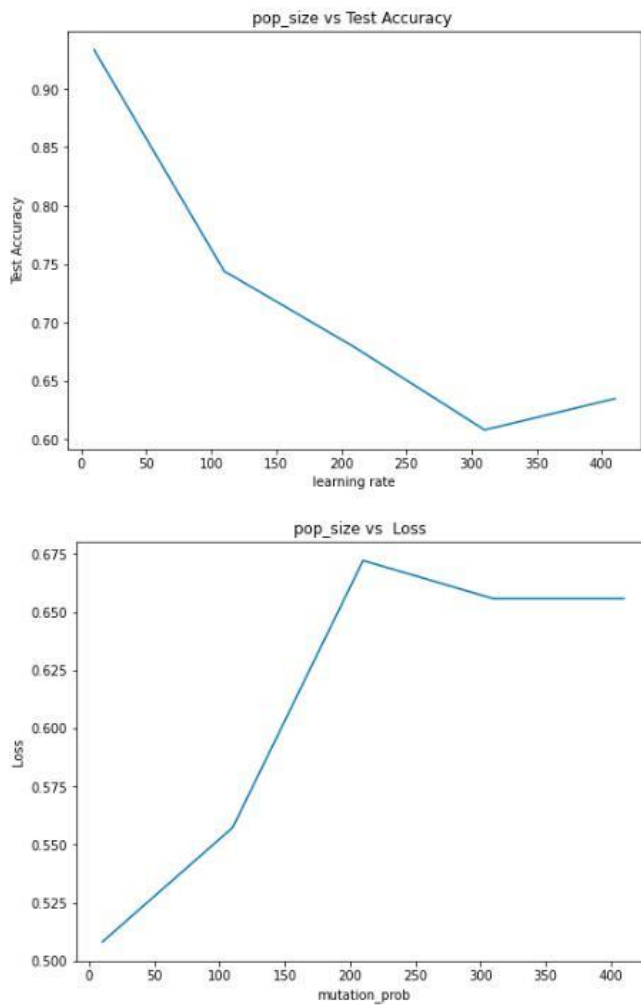 pop_size vs Test Accuracy
0.90
0.85
0.80
0.75
0.70
0.65
0.60
Test Accuracy
0 50 100 150 200 250 300 350 400
learning rate
pop_size vs  Loss
0.675
0.650
0.625
0.600
0.575
0.550
0.525
0.500
Loss
0 50 100 150 200 250 300 350 400
mutation_prob